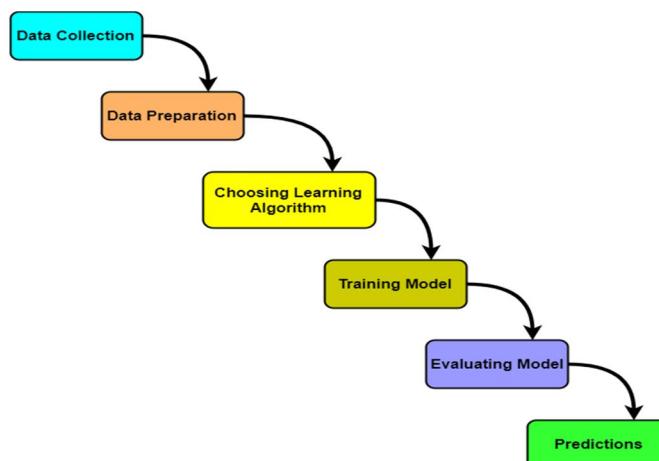 Data Collection
Data Preparation
Choosing Learning
Algorithm
Training Model
Evaluating Model
Predictions